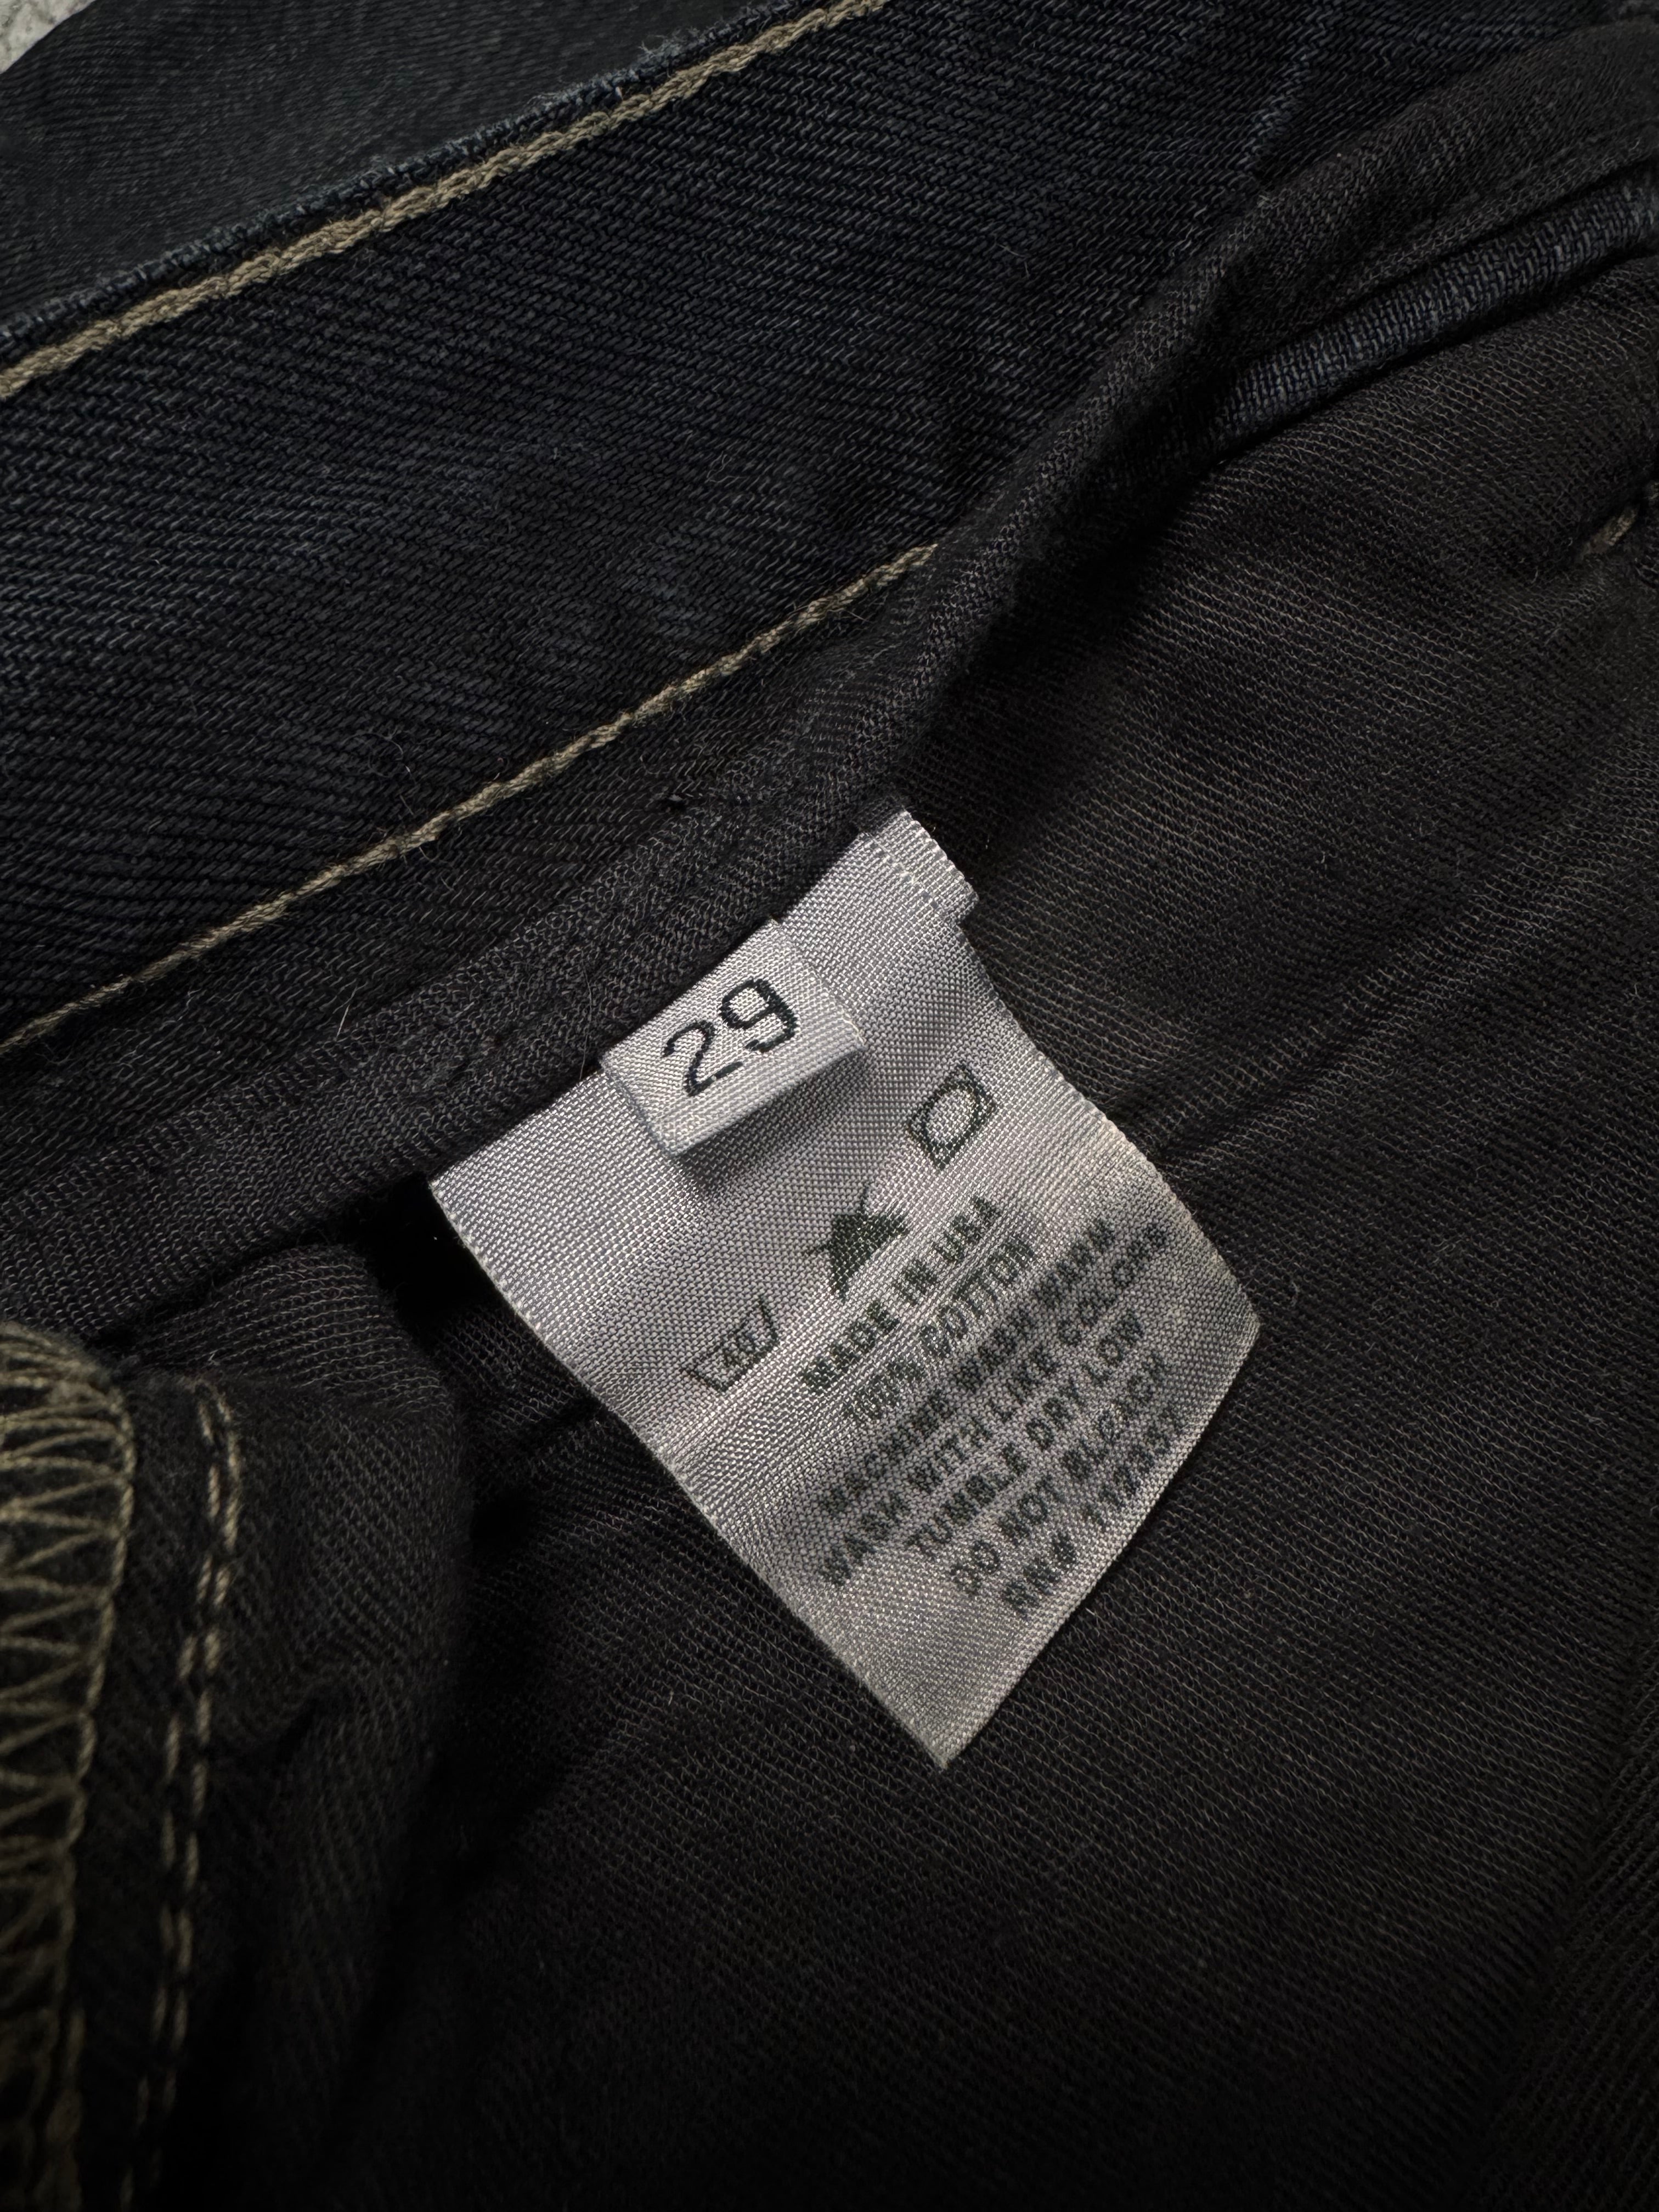 29
MADE IN USA
100% COTTON
MACHINE WASH WARM
WASH WITH LIKE COLORS
TUMBLE DRY LOW
DO NOT BLEACH
RN#